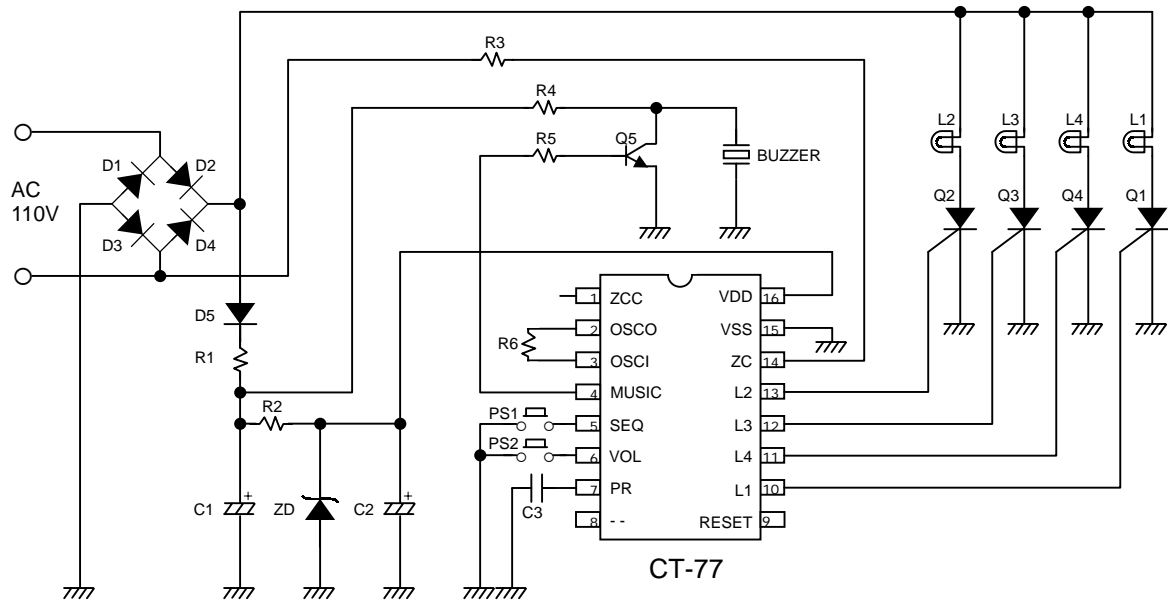 R3
R4
R5
Q5
BUZZER
L2
L3
L4
L1
D1
D2
AC
110V
D3
D4
Q2
Q3
Q4
Q1
D5
R1
R2
R6
1 ZCC
2 OSCO
3 OSCI
4 MUSIC
5 SEQ
6 VOL
7 PR
8 - -
VDD 16
VSS 15
ZC 14
L2 13
L3 12
L4 11
L1 10
RESET 9
PS1
PS2
C1
+
ZD
C2
+
C3
CT-77